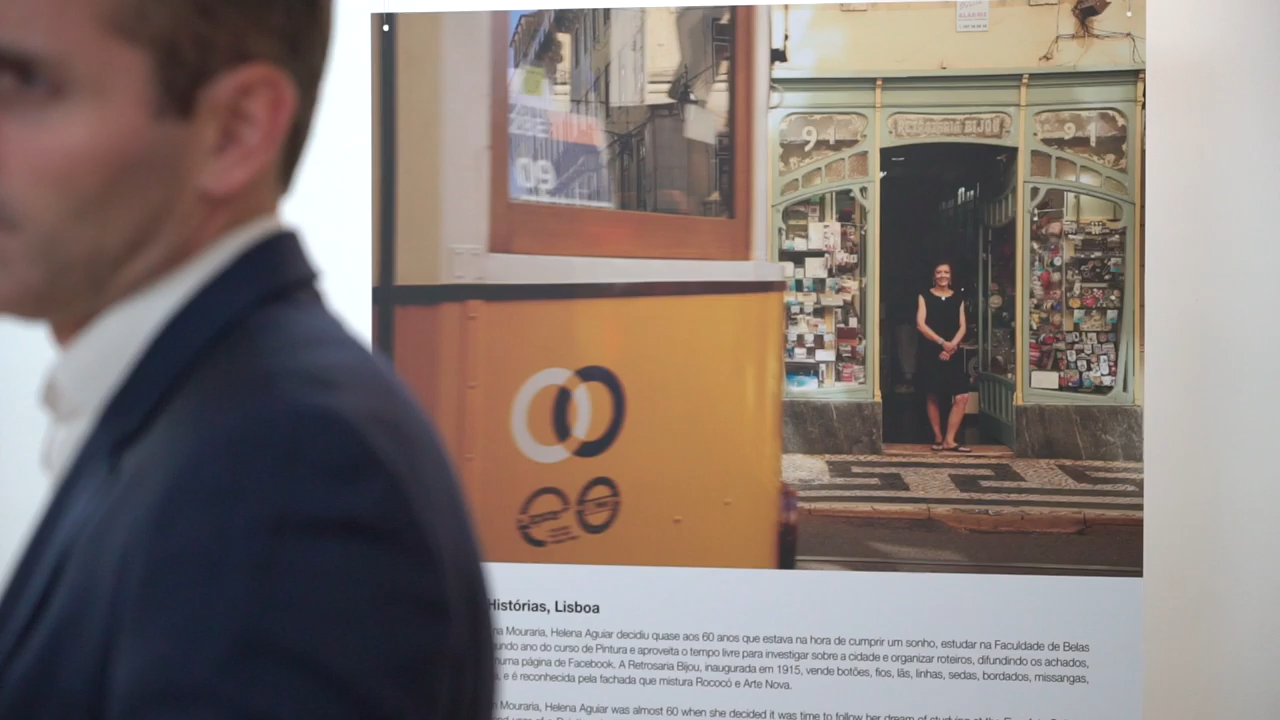 91
RETROSARIA BIJOU
91
09
Histórias, Lisboa
na Mouraria, Helena Aguiar decidiu quase aos 60 anos que estava na hora de cumprir um sonho, estudar na Faculdade de Belas
undo ano do curso de Pintura e aproveita o tempo livre para investigar sobre a cidade e organizar roteiros, difundindo os achados,
numa página de Facebook. A Retrosaria Bijou, inaugurada em 1915, vende botões, fios, lãs, linhas, sedas, bordados, missangas,
e é reconhecida pela fachada que mistura Rococó e Arte Nova.
Mouraria, Helena Aguiar was almost 60 when she decided it was time to follow her dream of studying at the